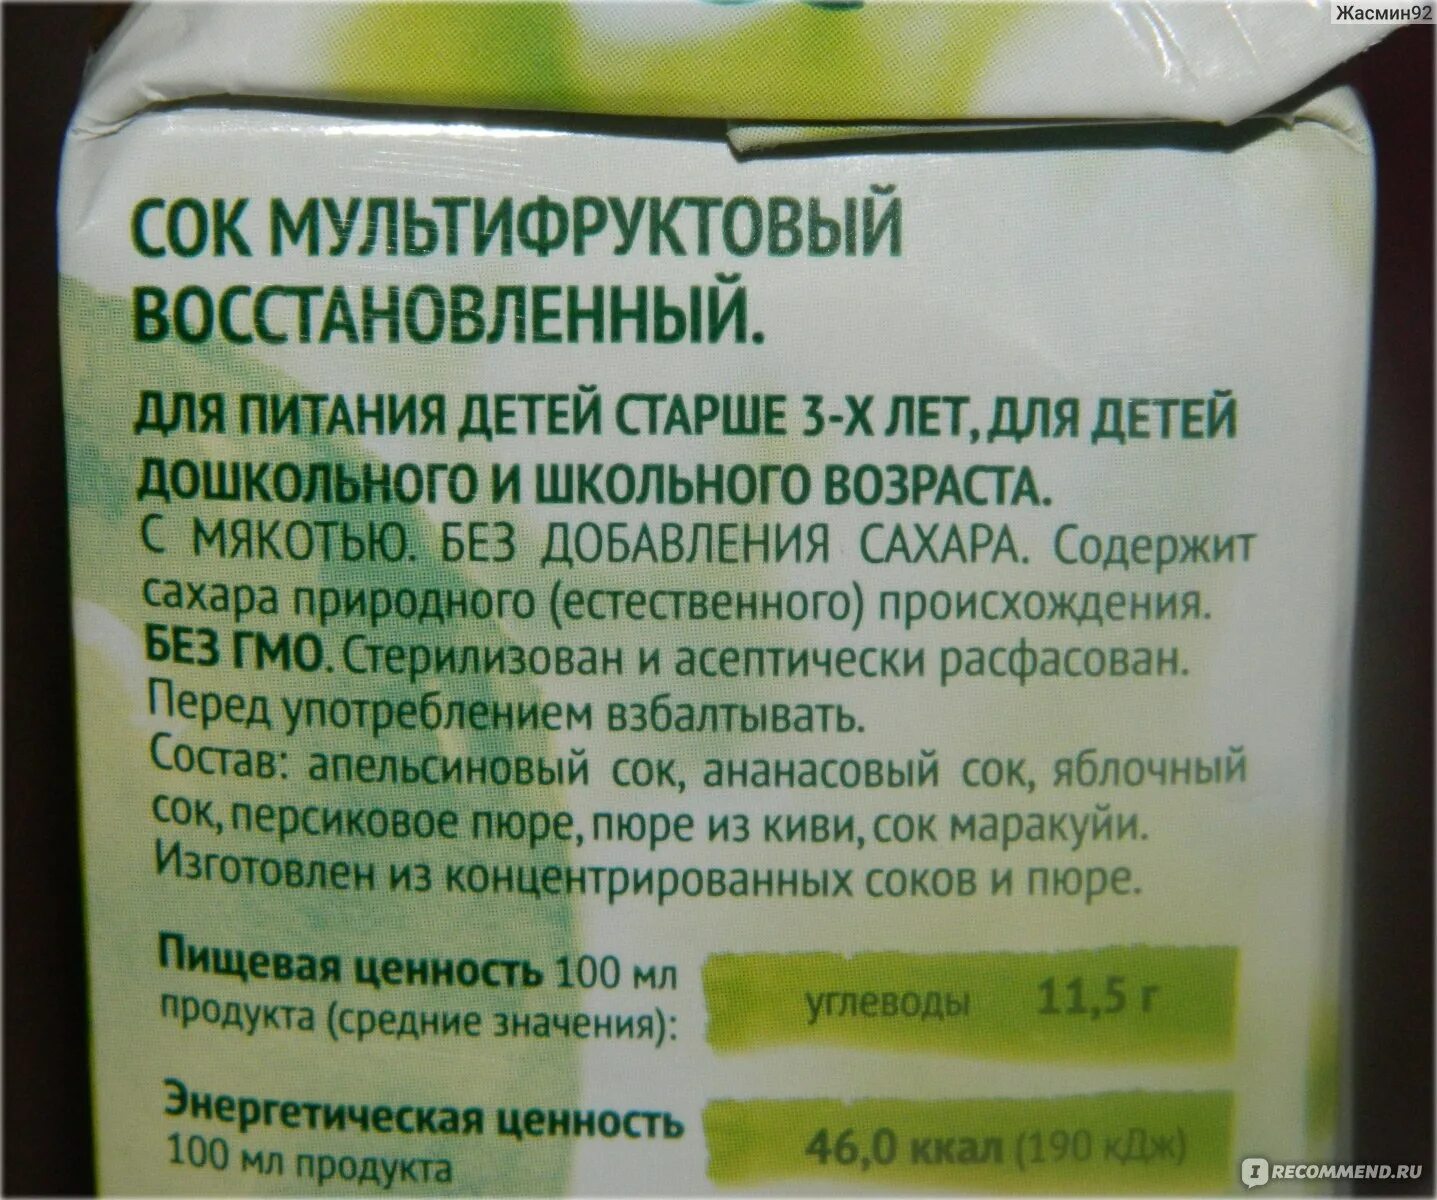 Жасмин92
СОК МУЛЬТИФРУКТОВЫЙ
ВОССТАНОВЛЕННЫЙ.
ДЛЯ ПИТАНИЯ ДЕТЕЙ СТАРШЕ 3-Х ЛЕТ, ДЛЯ ДЕТЕЙ
ДОШКОЛЬНОГО И ШКОЛЬНОГО ВОЗРАСТА.
С МЯКОТЬЮ. БЕЗ ДОБАВЛЕНИЯ САХАРА. Содержит
сахара природного (естественного) происхождения.
БЕЗ ГМО. Стерилизован и асептически расфасован.
Перед употреблением взбалтывать.
Состав: апельсиновый сок, ананасовый сок, яблочный
сок, персиковое пюре, пюре из киви, сок маракуйи.
Изготовлен из концентрированных соков и пюре.
Пищевая ценность 100 мл
продукта (средние значения):
углеводы 11,5 г
Энергетическая ценность
100 мл продукта
46,0 ккал (190 кДж)
IRECOMMEND.RU